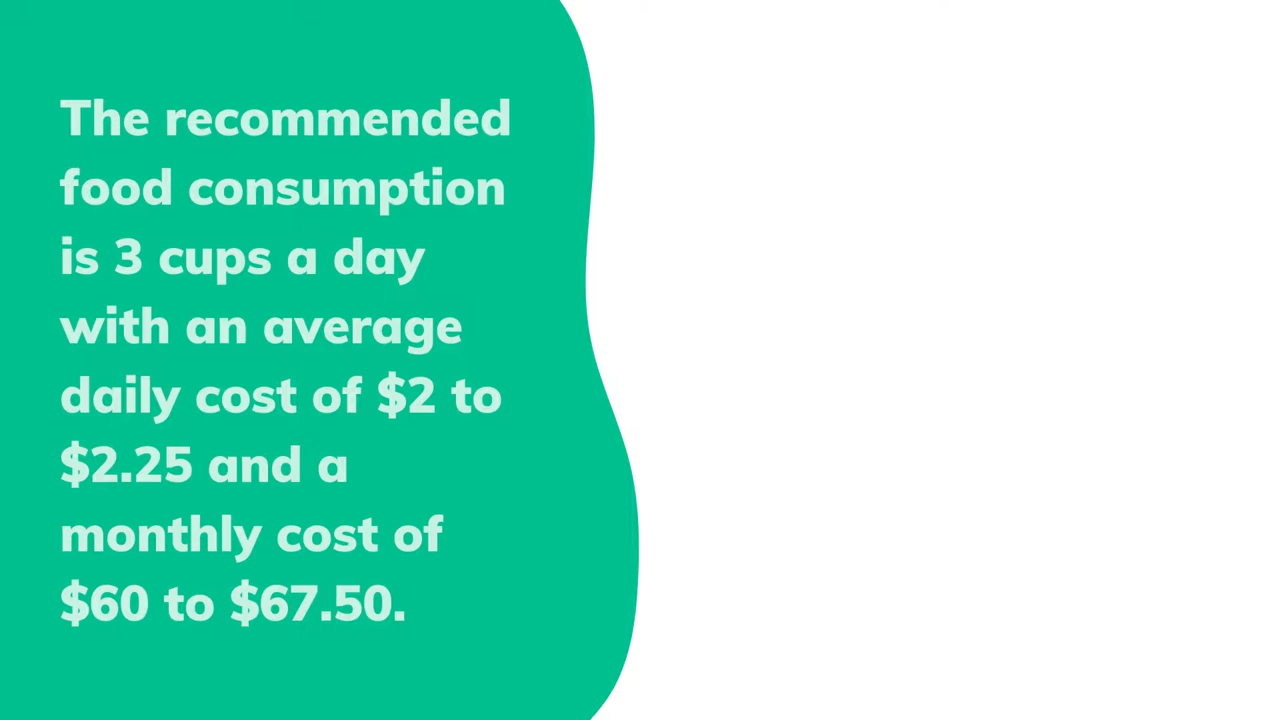 The recommended
food consumption
is 3 cups a day
with an average
daily cost of $2 to
$2.25 and a
monthly cost of
$60 to $67.50.